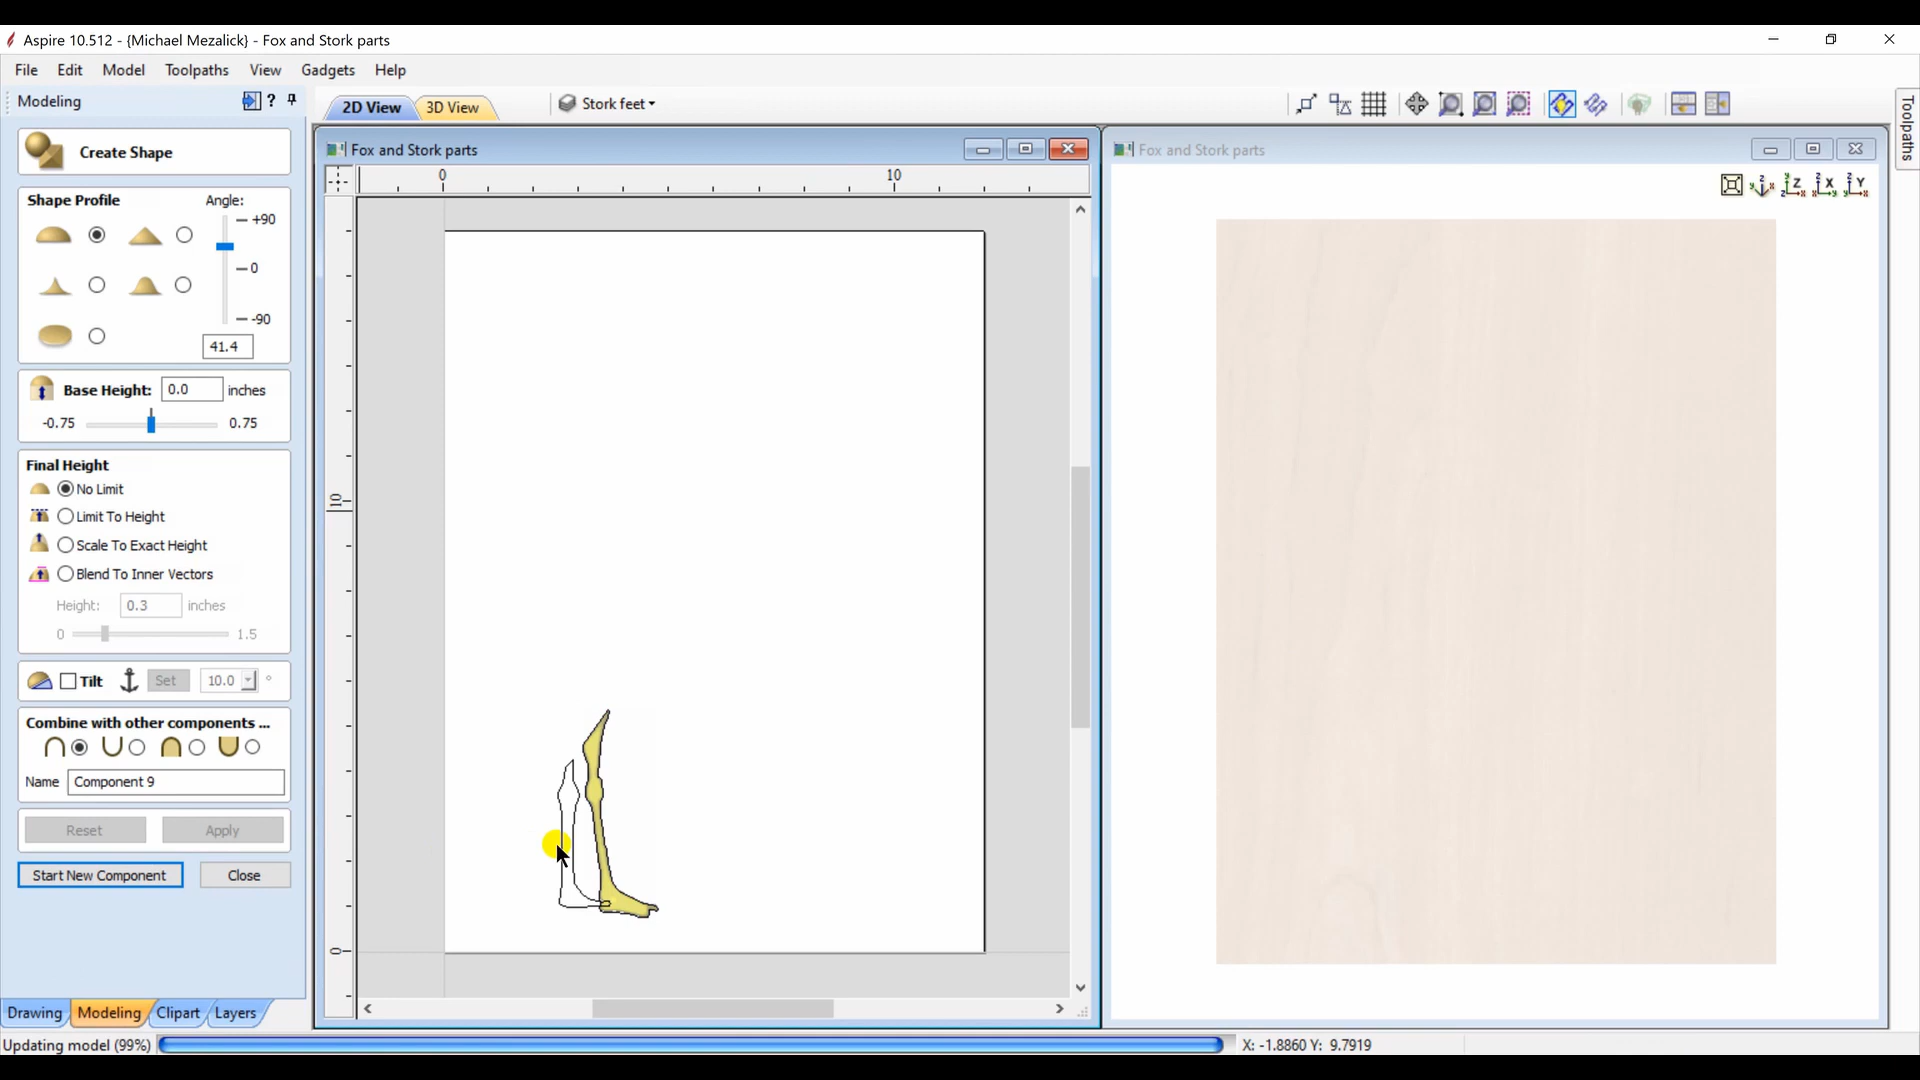 Aspire 10.512 - {Michael Mezalick} - Fox and Stork parts
File Edit Model Toolpaths View Gadgets Help
Modeling ?
2D View 3D View Stork feet
Toolpaths
Create Shape
Fox and Stork parts
Fox and Stork parts
0 10
Shape Profile Angle:
+90
0
-90
41.4
Base Height: 0.0 inches
-0.75 0.75
Final Height
No Limit
Limit To Height
Scale To Exact Height
Blend To Inner Vectors
Height: 0.3 inches
0 1.5
Tilt Set 10.0 °
Combine with other components ...
Name Component 9
Reset Apply
Start New Component Close
10
0
Z X Y
Drawing Modeling Clipart Layers
Updating model (99%) X: -1.8860 Y: 9.7919